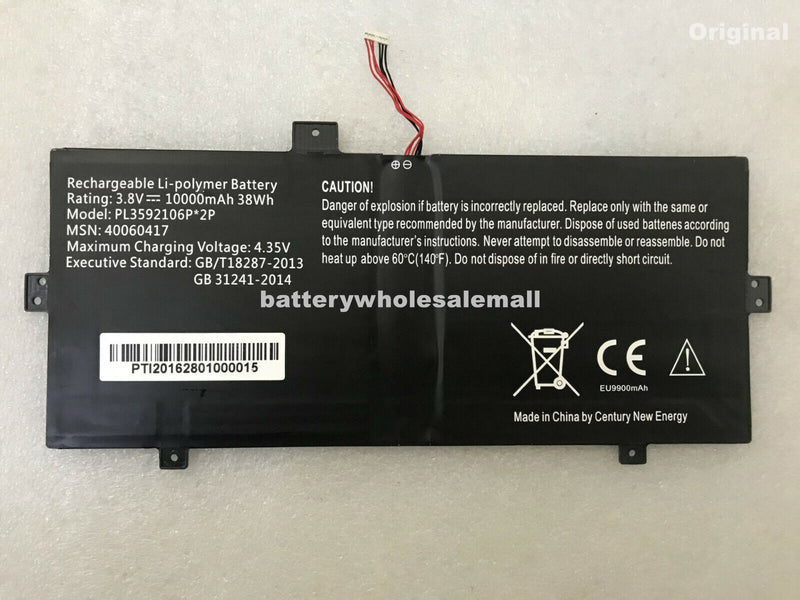 Original
Rechargeable Li-polymer Battery
Rating: 3.8V⎓ 10000mAh 38Wh
Model: PL3592106P*2P
MSN: 40060417
Maximum Charging Voltage: 4.35V
Executive Standard: GB/T18287-2013
GB 31241-2014
CAUTION!
Danger of explosion if battery is incorrectly replaced. Replace only with the same or
equivalent type recommended by the manufacturer. Dispose of used battenes according
to the manufacturer's instructions. Never attempt to disassemble or reassemble. Do not
heat up above 60°C(140°F). Do not dispose of in fire or directly short circuit.
batterywholesalemall
PTI20162801000015
CE
EU9900mAh
Made in China by Century New Energy